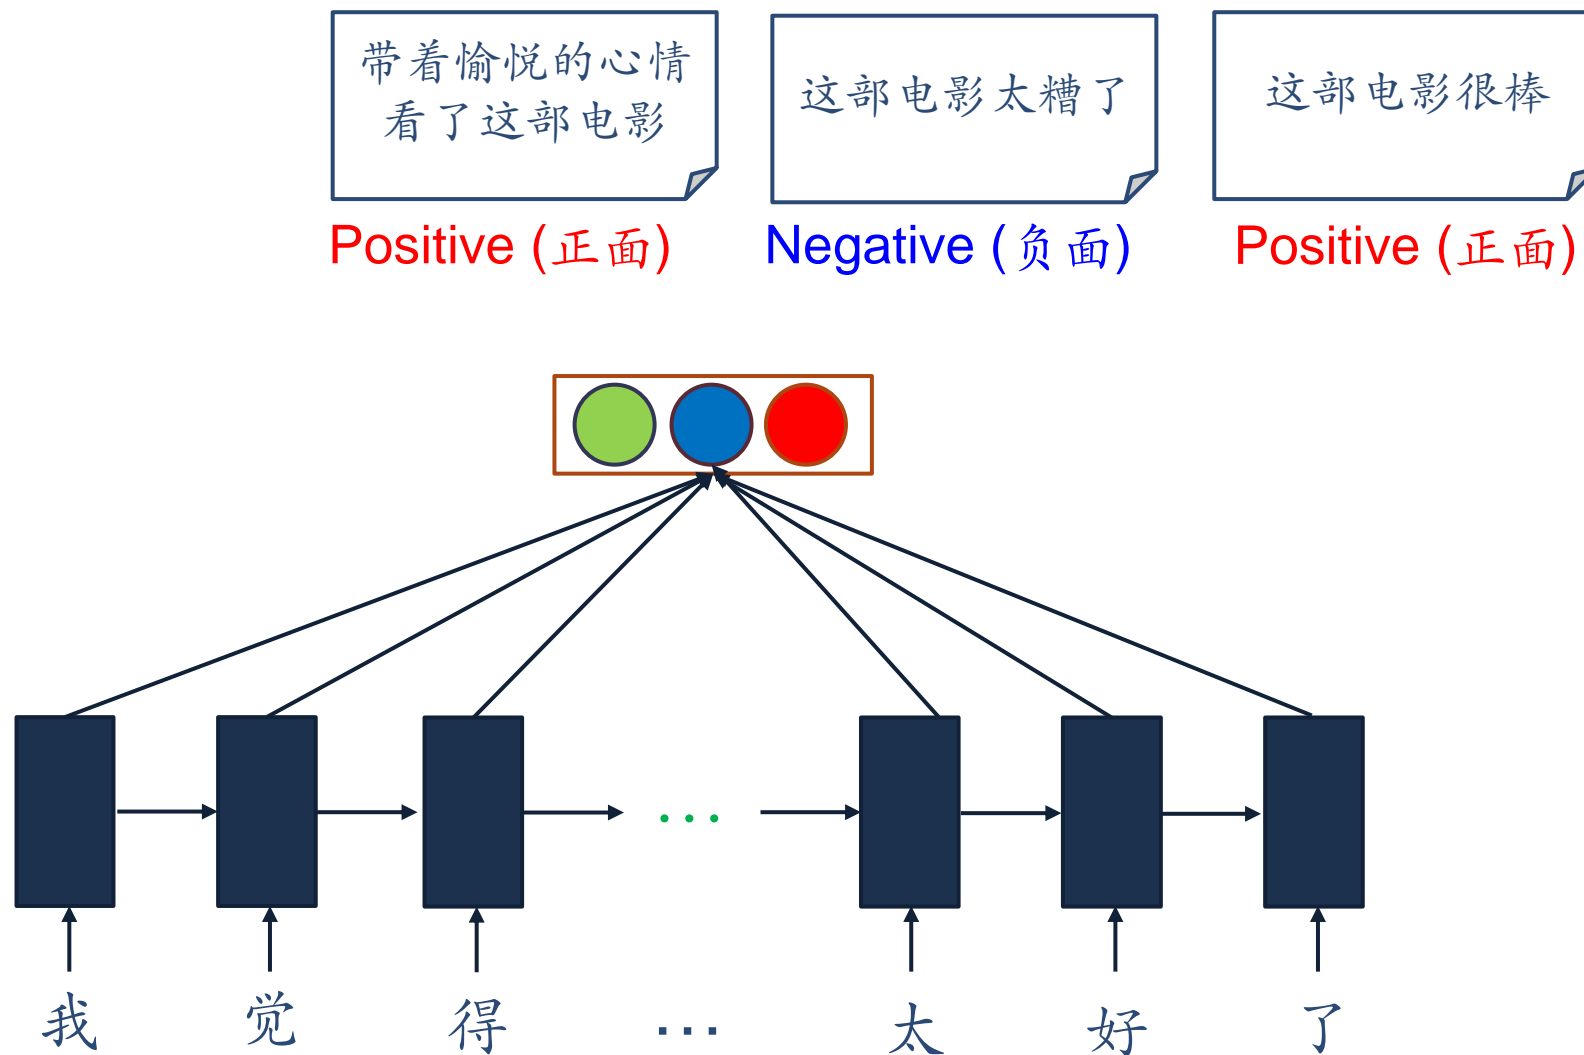 带着愉悦的心情
看了这部电影
这部电影太糟了
这部电影很棒
Positive (正面)
Negative (负面)
Positive (正面)
...
我 觉 得 ... 太 好 了